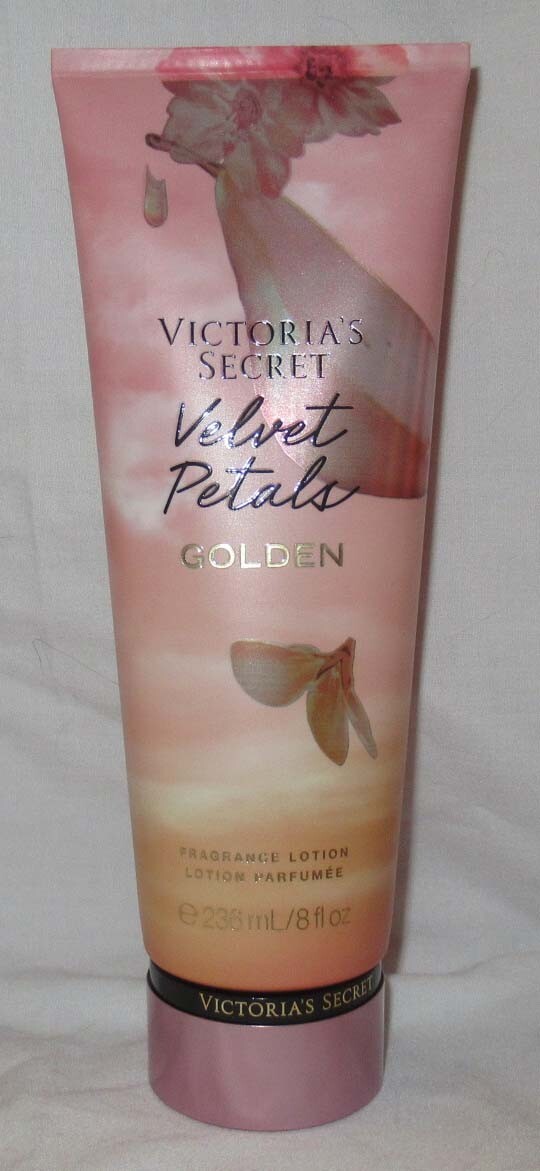 VICTORIA'S
SECRET
Velvet
Petals
GOLDEN
FRAGRANCE LOTION
LOTION PARFUMÉE
℮ 236 mL/8 fl oz
VICTORIA'S SECRET